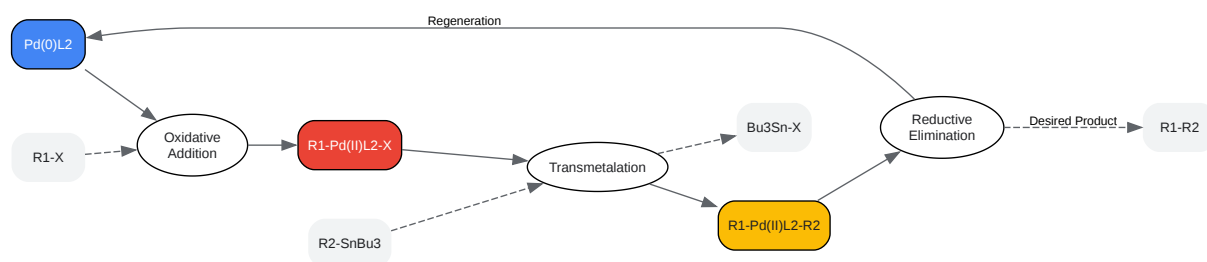 Regeneration
Pd(0)L2
Oxidative
Addition
R1-X
R1-Pd(II)L2-X
R2-SnBu3
Transmetalation
Bu3Sn-X
R1-Pd(II)L2-R2
Reductive
Elimination
Desired Product
R1-R2